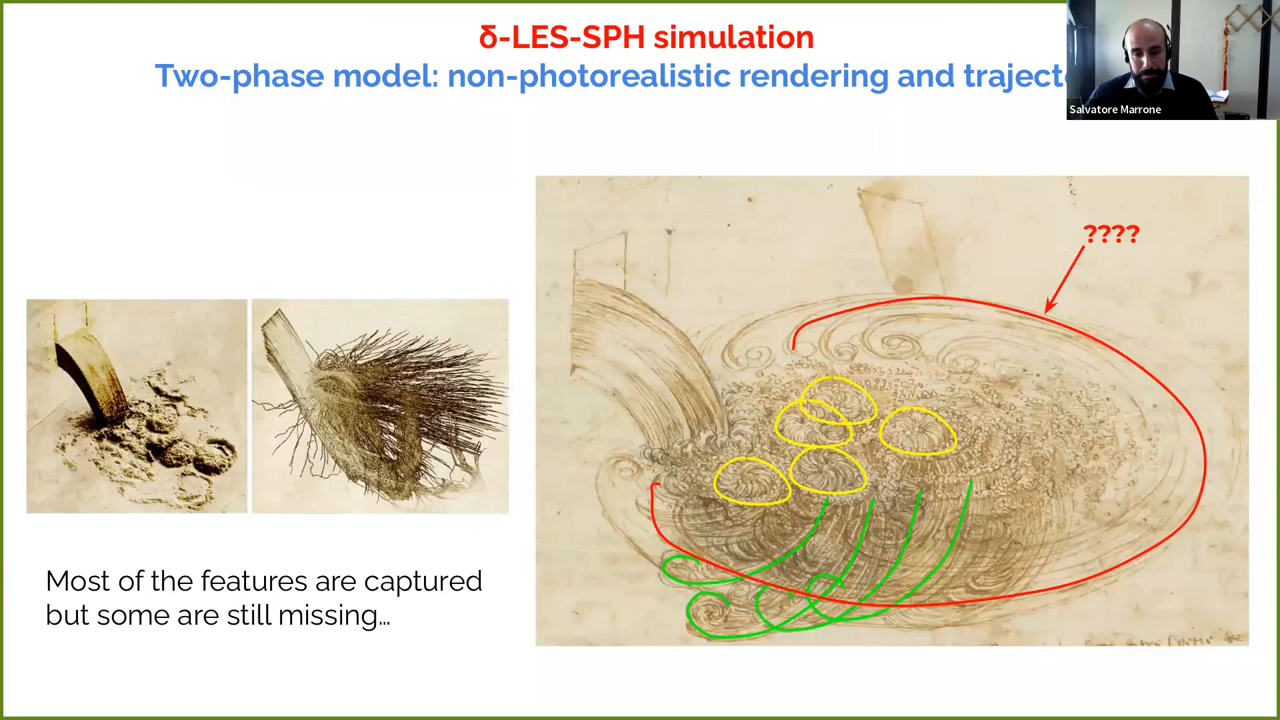 δ-LES-SPH simulation
Two-phase model: non-photorealistic rendering and traject
Salvatore Marrone
????
Most of the features are captured
but some are still missing...